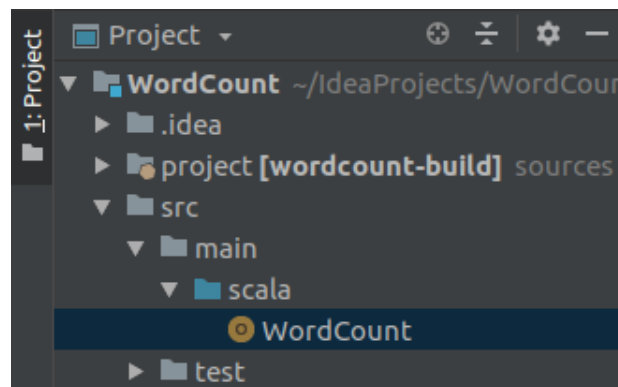 1: Project
Project
WordCount ~/IdeaProjects/WordCour
.idea
project [wordcount-build] sources
src
main
scala
WordCount
test